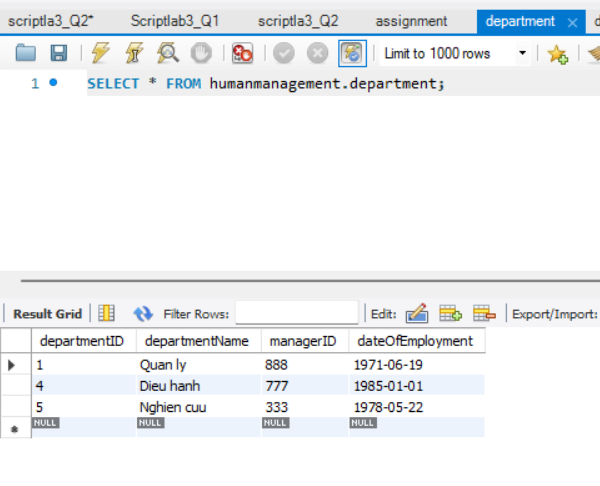 scriptla3_Q2* Scriptlab3_Q1 scriptla3_Q2 assignment department
Limit to 1000 rows
1 SELECT * FROM humanmanagement.department;
Result Grid Filter Rows: Edit: Export/Import:
departmentID departmentName managerID dateOfEmployment
1 Quan ly 888 1971-06-19
4 Dieu hanh 777 1985-01-01
5 Nghien cuu 333 1978-05-22
NULL NULL NULL NULL